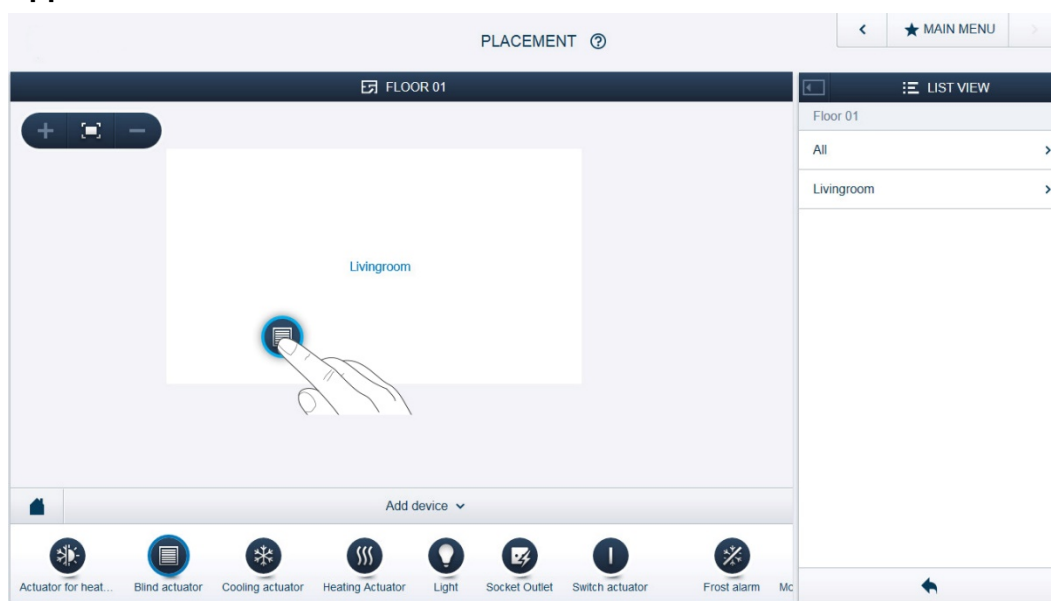 PLACEMENT
MAIN MENU
FLOOR 01
LIST VIEW
Floor 01
All
Livingroom
Livingroom
Add device
Actuator for heat...
Blind actuator
Cooling actuator
Heating Actuator
Light
Socket Outlet
Switch actuator
Frost alarm